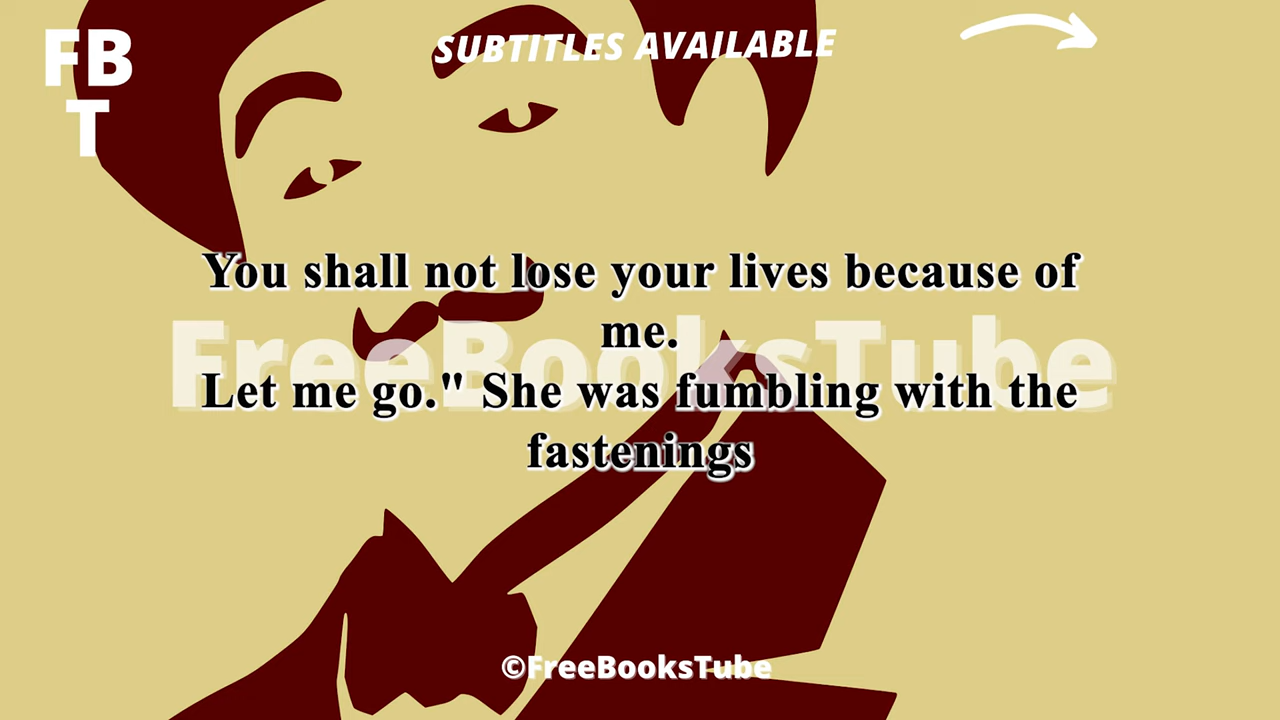 FB
T
SUBTITLES AVAILABLE
You shall not lose your lives because of
me.
FreeBooksTube
Let me go." She was fumbling with the
fastenings
©FreeBooksTube